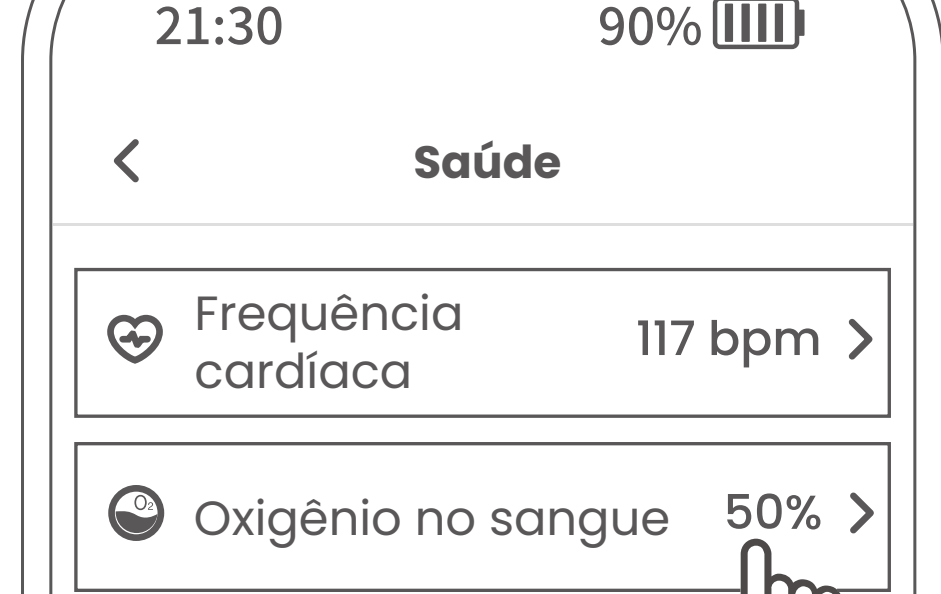 21:30 90%
Saúde
Frequência
cardíaca
117 bpm
O2
Oxigênio no sangue
50%